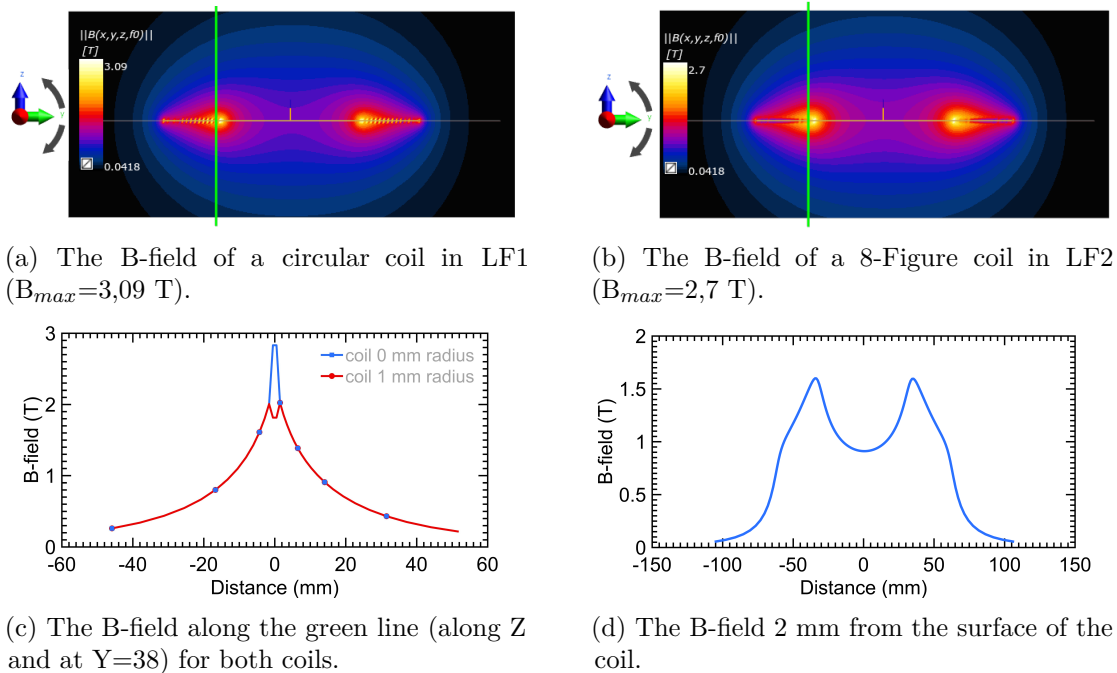 ||B(x,y,z,f0)||
[T]
3.09
0.0418
z
y
||B(x,y,z,f0)||
[T]
2.7
0.0418
z
y
(a) The B-field of a circular coil in LF1
(Bmax=3,09 T).
(b) The B-field of a 8-Figure coil in LF2
(Bmax=2,7 T).
3
2
1
0
-60 -40 -20 0 20 40 60
B-field (T)
Distance (mm)
coil 0 mm radius
coil 1 mm radius
2
1.5
1
0.5
0
-150 -100 -50 0 50 100 150
B-field (T)
Distance (mm)
(c) The B-field along the green line (along Z
and at Y=38) for both coils.
(d) The B-field 2 mm from the surface of the
coil.